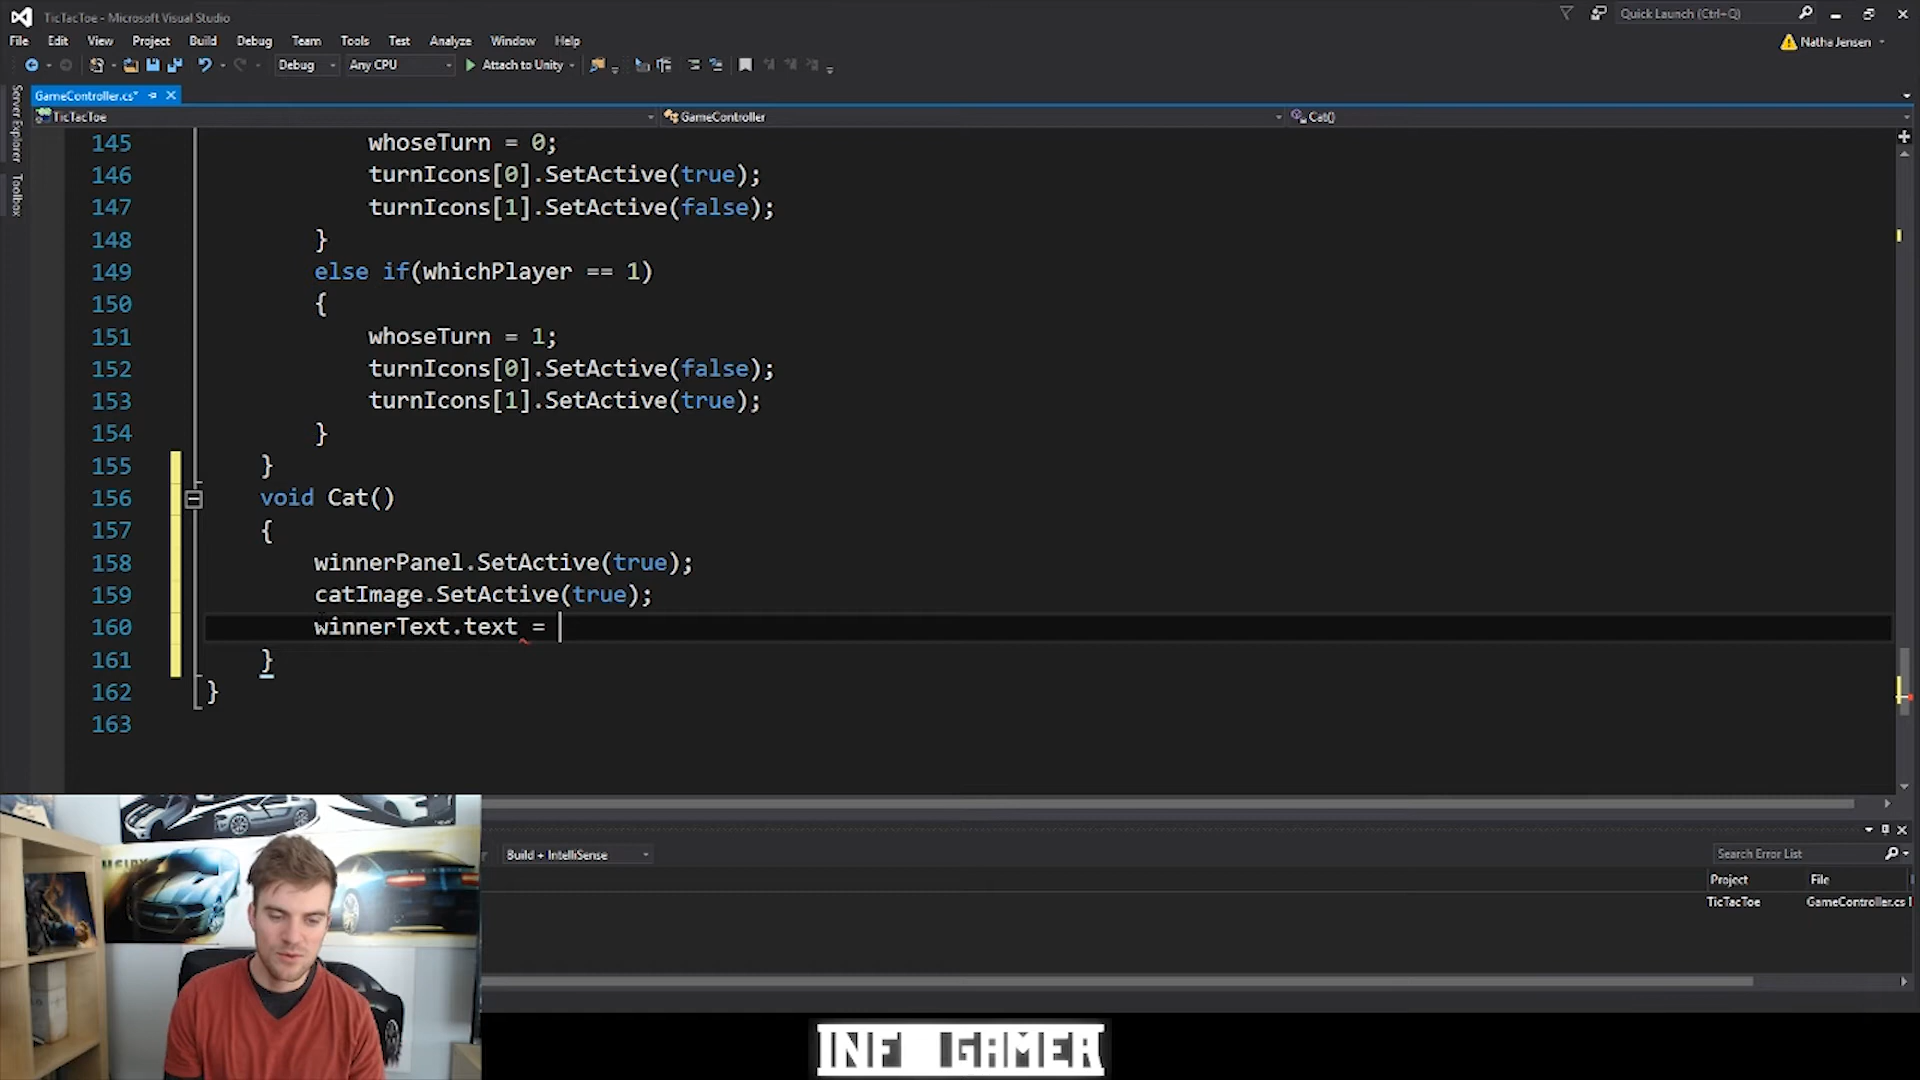 TicTacToe - Microsoft Visual Studio
Quick Launch (Ctrl+Q)
File Edit View Project Build Debug Team Tools Test Analyze Window Help
Natha Jensen
Debug Any CPU Attach to Unity
Server Explorer
Toolbox
GameController.cs*
TicTacToe GameController Cat()
145 whoseTurn = 0;
146 turnIcons[0].SetActive(true);
147 turnIcons[1].SetActive(false);
148 }
149 else if(whichPlayer == 1)
150 {
151 whoseTurn = 1;
152 turnIcons[0].SetActive(false);
153 turnIcons[1].SetActive(true);
154 }
155 }
156 void Cat()
157 {
158 winnerPanel.SetActive(true);
159 catImage.SetActive(true);
160 winnerText.text =
161 }
162 }
163
Build + IntelliSense
Search Error List
Project File
TicTacToe GameController.cs
INF GAMER